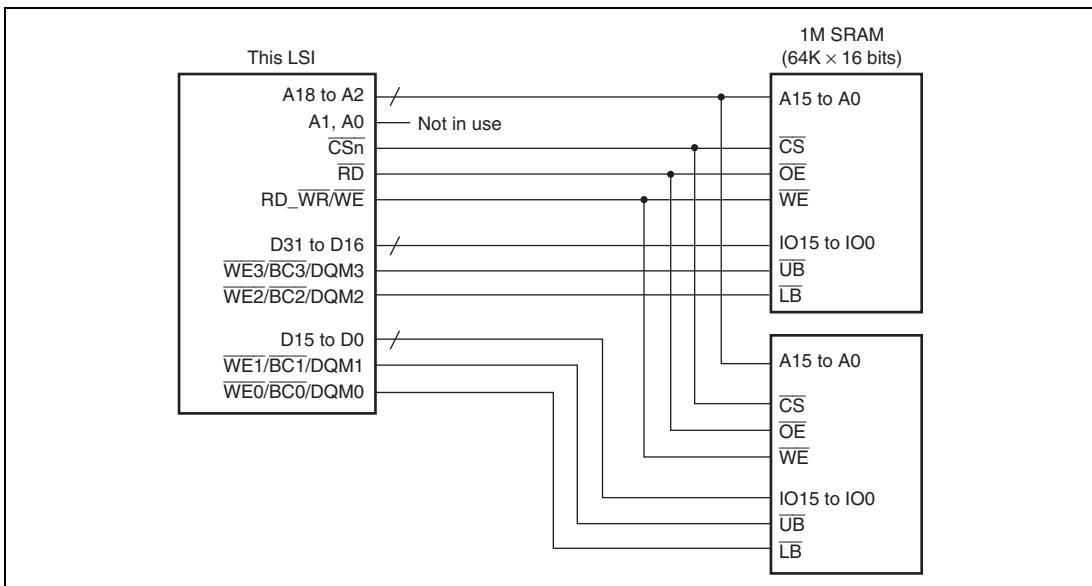 This LSI
A18 to A2
A1, A0
Not in use
CSn
RD
RD_WR/WE
D31 to D16
WE3/BC3/DQM3
WE2/BC2/DQM2
D15 to D0
WE1/BC1/DQM1
WE0/BC0/DQM0
1M SRAM
(64K × 16 bits)
A15 to A0
CS
OE
WE
IO15 to IO0
UB
LB
A15 to A0
CS
OE
WE
IO15 to IO0
UB
LB